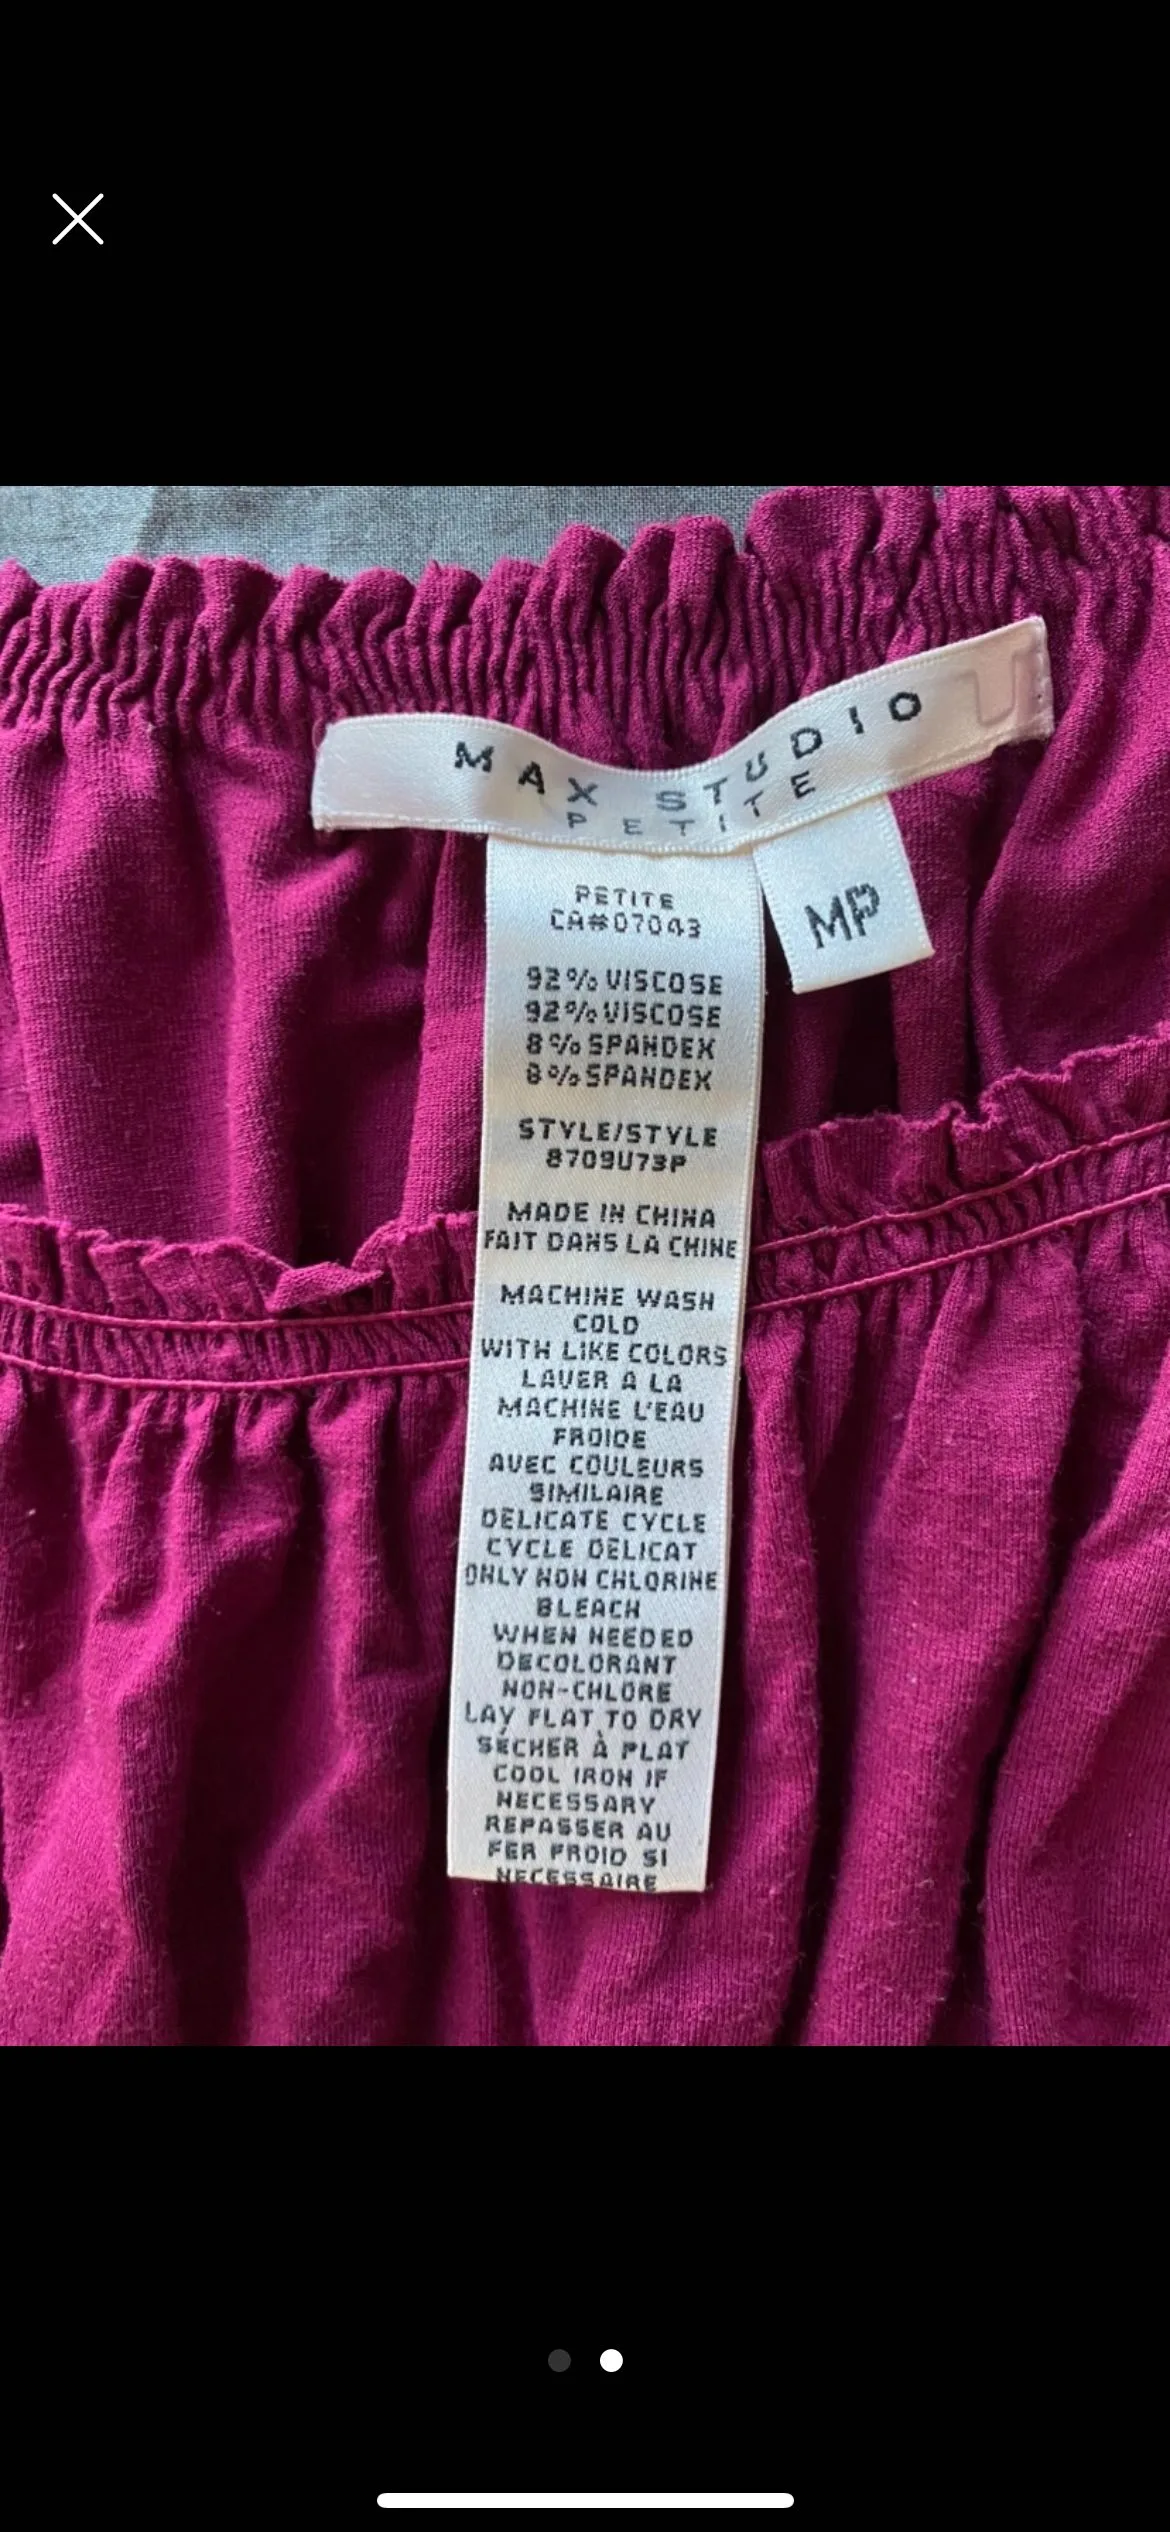 MAX STUDIO
PETITE
MP
PETITE
CA#07043
92% VISCOSE
92% VISCOSE
8% SPANDEX
8% SPANDEX
STYLE/STYLE
8709U73P
MADE IN CHINA
FAIT DANS LA CHINE
MACHINE WASH
COLD
WITH LIKE COLORS
LAVER A LA
MACHINE L'EAU
FROIDE
AVEC COULEURS
SIMILAIRE
DELICATE CYCLE
CYCLE DELICAT
ONLY NON CHLORINE
BLEACH
WHEN NEEDED
DECOLORANT
NON-CHLORE
LAY FLAT TO DRY
SÉCHER À PLAT
COOL IRON IF
NECESSARY
REPASSER AU
FER FROID SI
NECESSAIRE